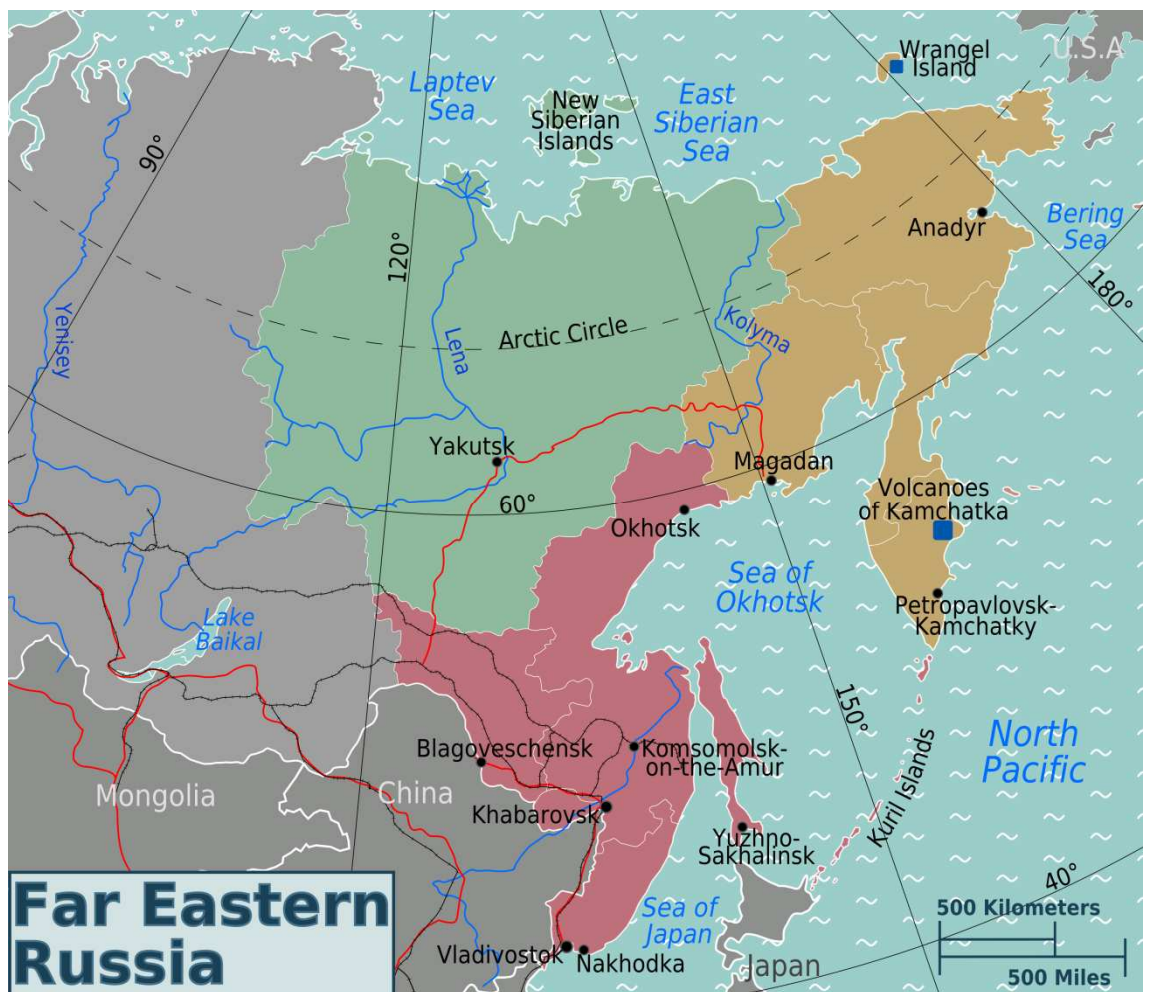 Wrangel
Island
U.S.A
Laptev
Sea
New
Siberian
Islands
East
Siberian
Sea
90°
120°
Anadyr
Bering
Sea
180°
Yenisey
Lena
Arctic Circle
Kolyma
Yakutsk
Magadan
60°
Okhotsk
Volcanoes
of Kamchatka
Sea of
Okhotsk
Petropavlovsk-
Kamchatky
Lake
Baikal
150°
North
Pacific
Blagoveschensk
Komsomolsk-
on-the-Amur
Mongolia
China
Khabarovsk
Kuril Islands
Yuzhno-
Sakhalinsk
40°
Far Eastern
Russia
Sea of
Japan
500 Kilometers
Vladivostok
Nakhodka
Japan
500 Miles